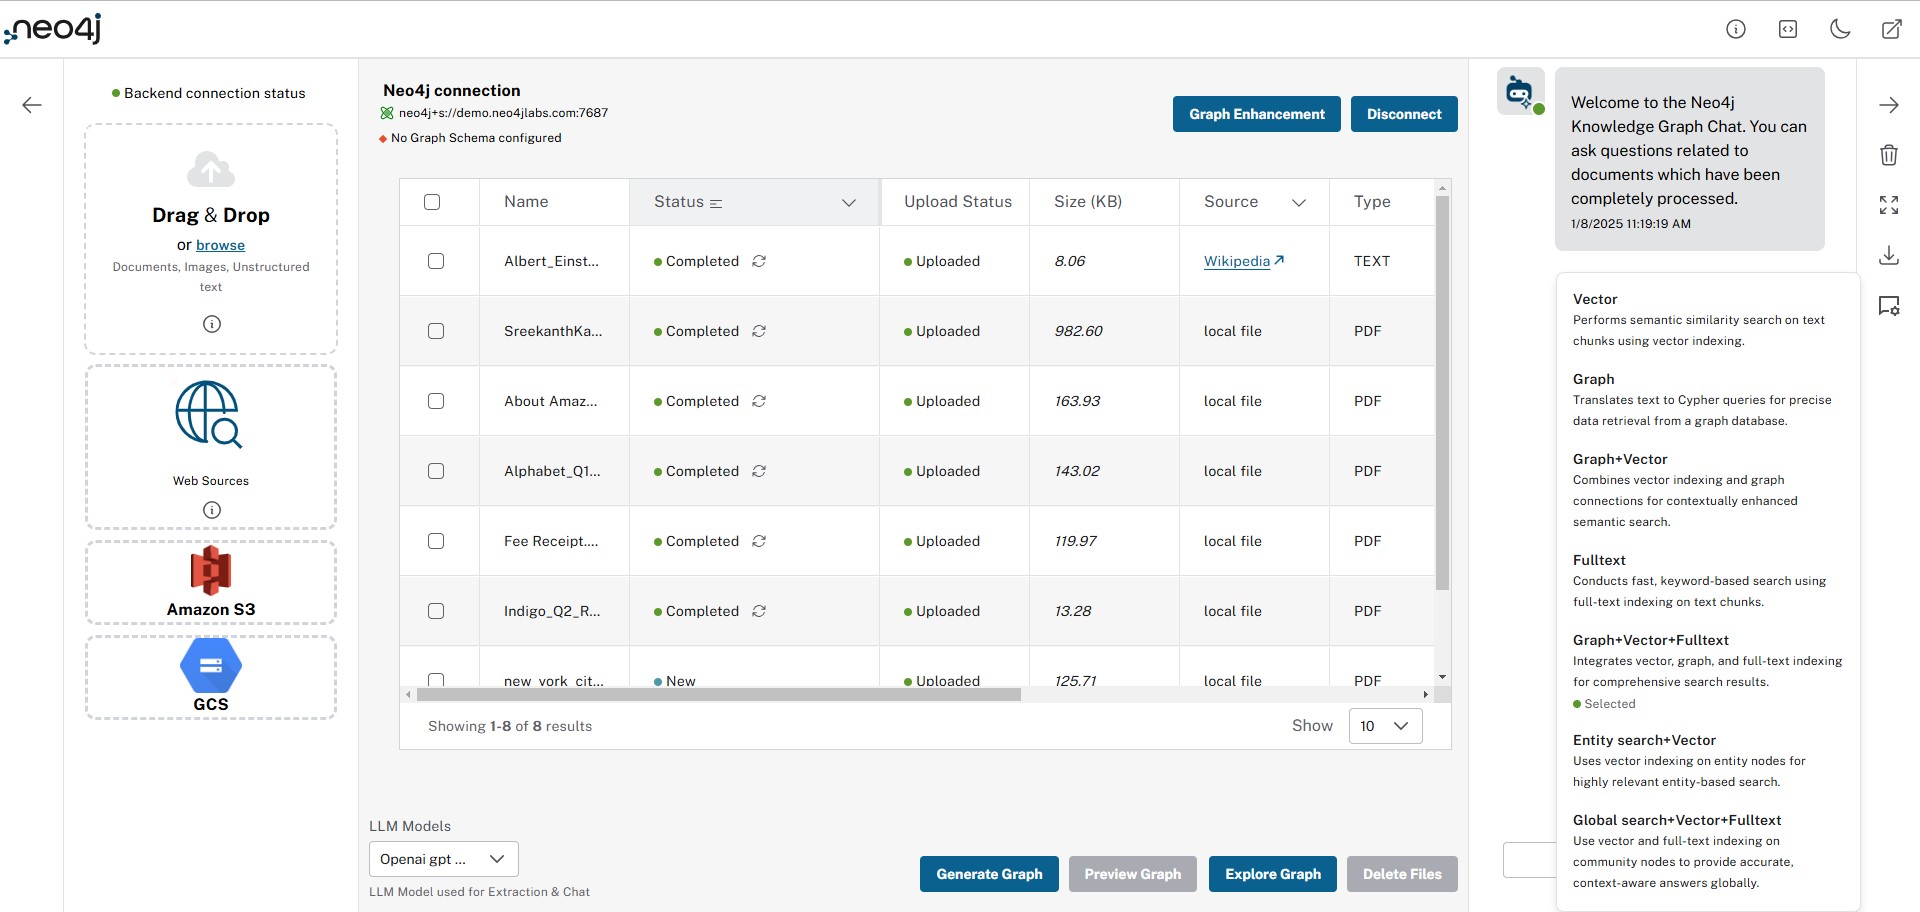 neo4j
Backend connection status
Drag & Drop
or browse
Documents, Images, Unstructured
text
Web Sources
Amazon S3
GCS
Neo4j connection
neo4j+s://demo.neo4jlabs.com:7687
No Graph Schema configured
Graph Enhancement
Disconnect
Name Status Upload Status Size (KB) Source Type
Albert_Einst... Completed Uploaded 8.06 Wikipedia TEXT
SreekanthKa... Completed Uploaded 982.60 local file PDF
About Amaz... Completed Uploaded 163.93 local file PDF
Alphabet_Q1... Completed Uploaded 143.02 local file PDF
Fee Receipt.... Completed Uploaded 119.97 local file PDF
Indigo_Q2_R... Completed Uploaded 13.28 local file PDF
new_york_cit... New Uploaded 125.71 local file PDF
Showing 1-8 of 8 results
Show 10
LLM Models
Openai gpt ...
LLM Model used for Extraction & Chat
Generate Graph
Preview Graph
Explore Graph
Delete Files
Welcome to the Neo4j
Knowledge Graph Chat. You can
ask questions related to
documents which have been
completely processed.
1/8/2025 11:19:19 AM
Vector
Performs semantic similarity search on text
chunks using vector indexing.
Graph
Translates text to Cypher queries for precise
data retrieval from a graph database.
Graph+Vector
Combines vector indexing and graph
connections for contextually enhanced
semantic search.
Fulltext
Conducts fast, keyword-based search using
full-text indexing on text chunks.
Graph+Vector+Fulltext
Integrates vector, graph, and full-text indexing
for comprehensive search results.
Selected
Entity search+Vector
Uses vector indexing on entity nodes for
highly relevant entity-based search.
Global search+Vector+Fulltext
Use vector and full-text indexing on
community nodes to provide accurate,
context-aware answers globally.